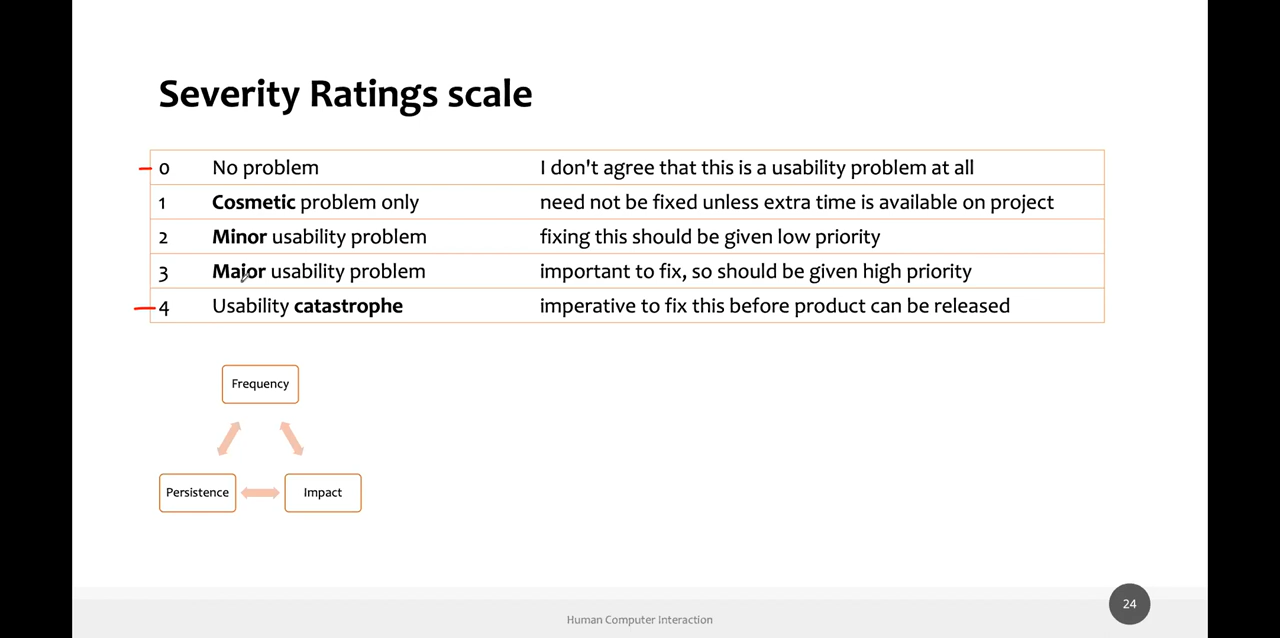 Severity Ratings scale
0 No problem I don't agree that this is a usability problem at all
1 Cosmetic problem only need not be fixed unless extra time is available on project
2 Minor usability problem fixing this should be given low priority
3 Major usability problem important to fix, so should be given high priority
4 Usability catastrophe imperative to fix this before product can be released
Frequency
Persistence Impact
Human Computer Interaction
24